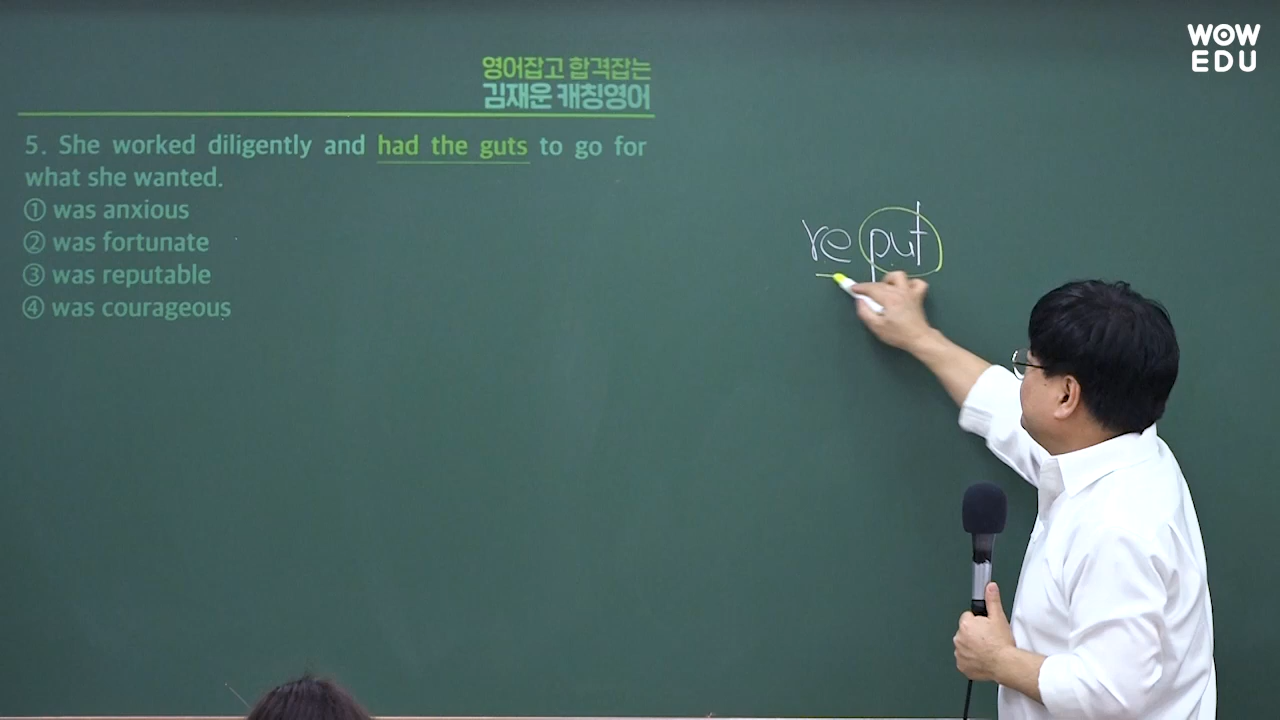 WOW
EDU
영어잡고 합격잡는
김재운 캐칭영어
5. She worked diligently and had the guts to go for
what she wanted.
① was anxious
② was fortunate
③ was reputable
④ was courageous
re put